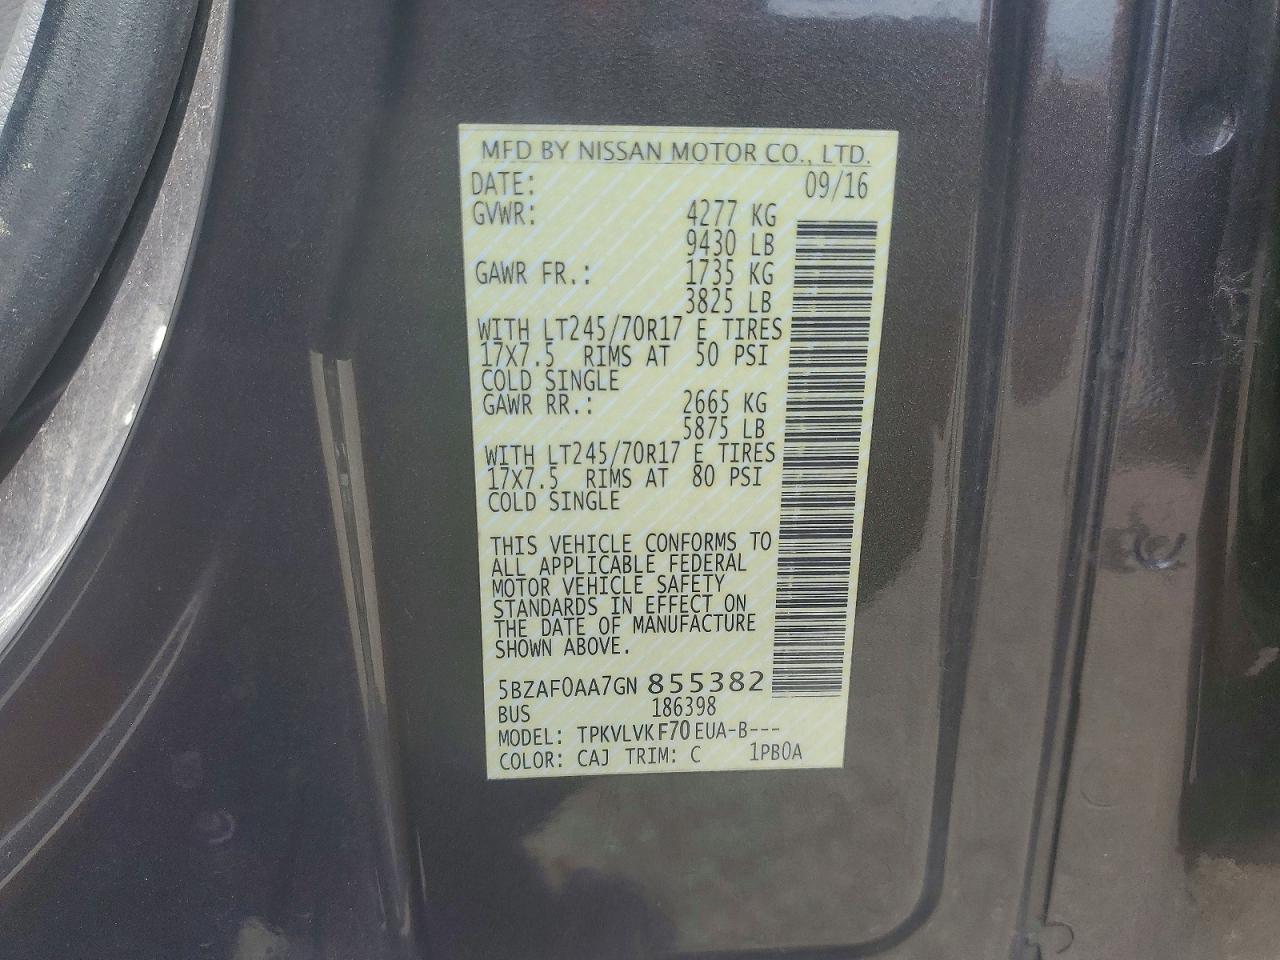 MFD BY NISSAN MOTOR CO., LTD.
DATE: 09/16
GVWR: 4277 KG
9430 LB
GAWR FR.: 1735 KG
3825 LB
WITH LT245/70R17 E TIRES
17X7.5 RIMS AT 50 PSI
COLD SINGLE
GAWR RR.: 2665 KG
5875 LB
WITH LT245/70R17 E TIRES
17X7.5 RIMS AT 80 PSI
COLD SINGLE
THIS VEHICLE CONFORMS TO
ALL APPLICABLE FEDERAL
MOTOR VEHICLE SAFETY
STANDARDS IN EFFECT ON
THE DATE OF MANUFACTURE
SHOWN ABOVE.
5BZAF0AA7GN 855382
BUS 186398
MODEL: TPKVLVKF70EUA-B---
COLOR: CAJ TRIM: C 1PB0A